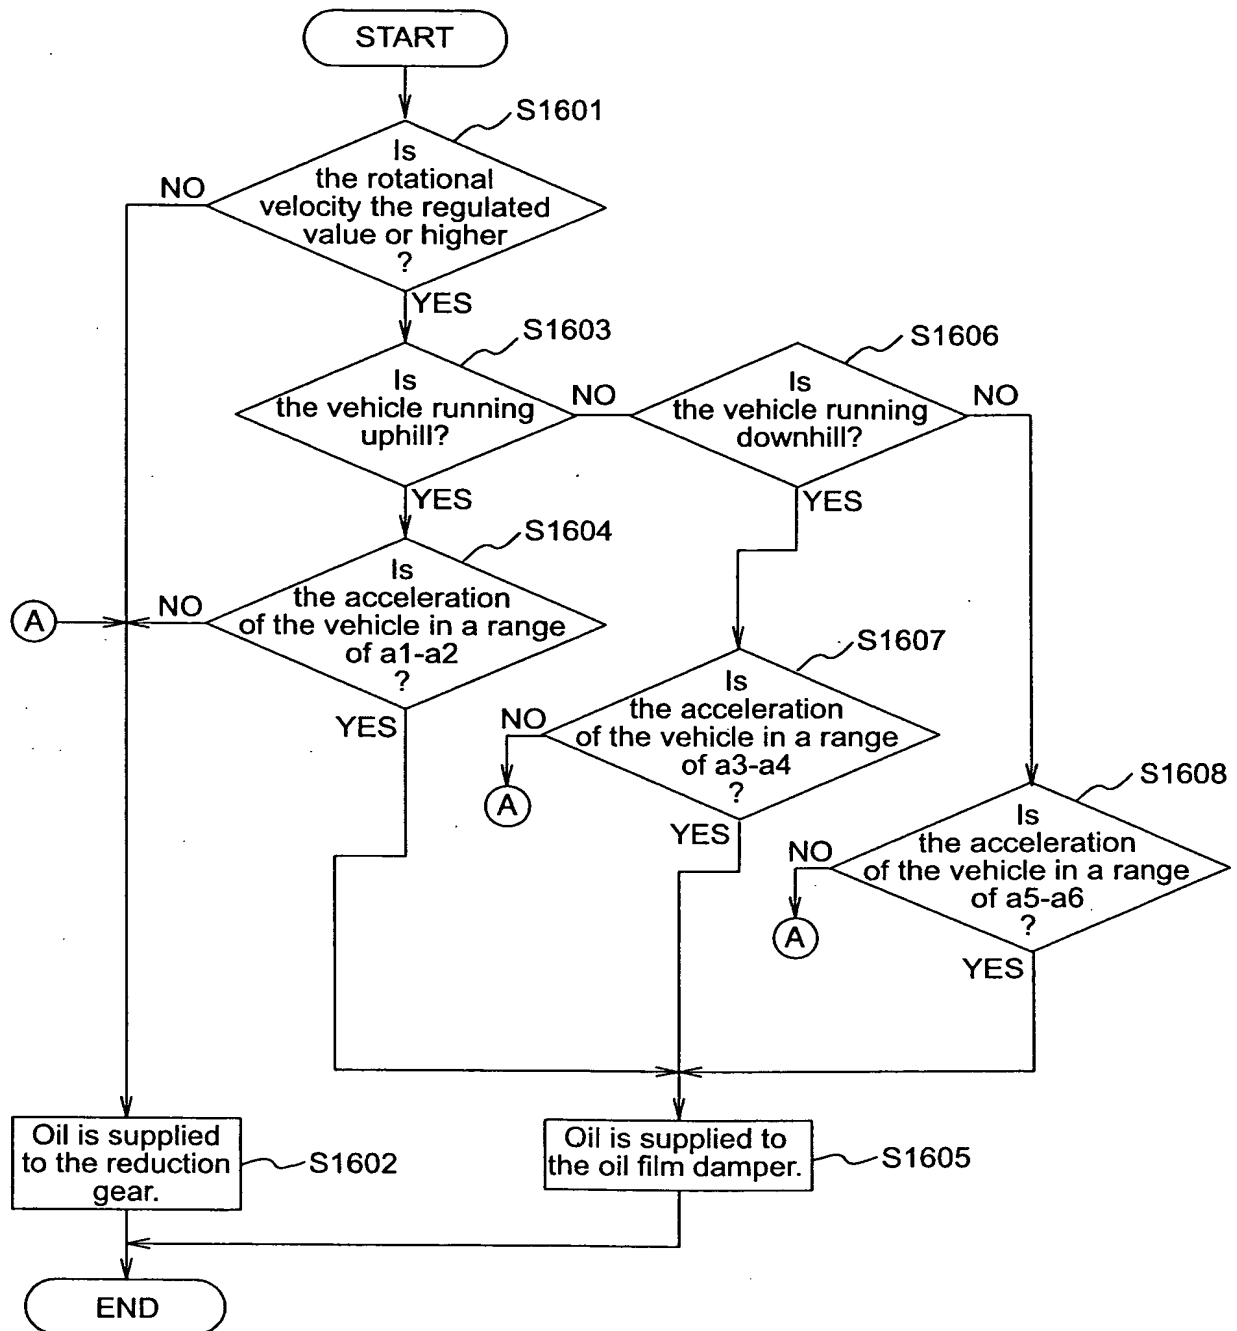 START
S1601
Is
the rotational
velocity the regulated
value or higher
?
NO
YES
S1603
Is
the vehicle running
uphill?
NO
YES
S1606
Is
the vehicle running
downhill?
NO
YES
S1604
Is
the acceleration
of the vehicle in a range
of a1-a2
?
NO
A
YES
S1607
Is
the acceleration
of the vehicle in a range
of a3-a4
?
NO
A
YES
S1608
Is
the acceleration
of the vehicle in a range
of a5-a6
?
NO
A
YES
Oil is supplied
to the reduction
gear.
S1602
Oil is supplied to
the oil film damper.
S1605
END